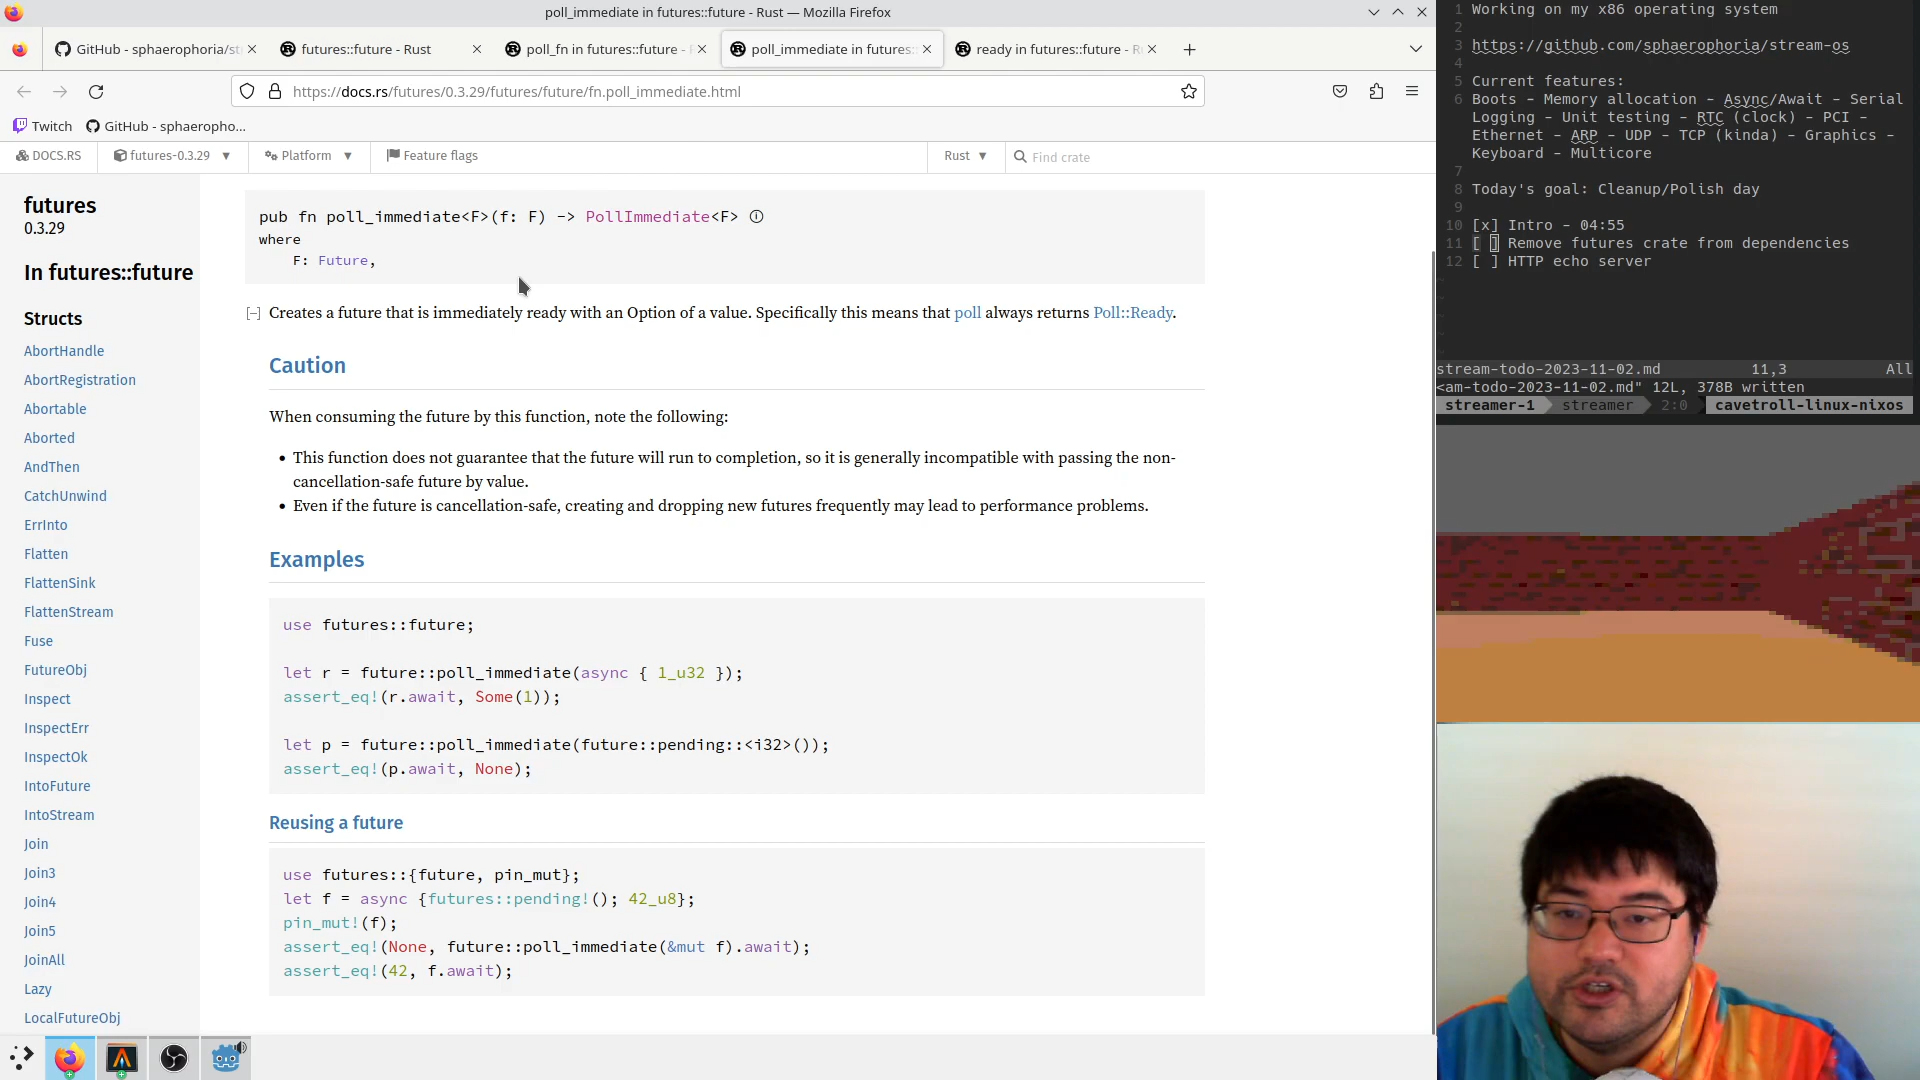 poll_immediate in futures::future - Rust — Mozilla Firefox
GitHub - sphaerophoria/st
futures::future - Rust
poll_fn in futures::future -
poll_immediate in futures:
ready in futures::future - R
https://docs.rs/futures/0.3.29/futures/future/fn.poll_immediate.html
Twitch
GitHub - sphaeropho...
DOCS.RS
futures-0.3.29
Platform
Feature flags
Rust
Find crate
futures
0.3.29
In futures::future
Structs
AbortHandle
AbortRegistration
Abortable
Aborted
AndThen
CatchUnwind
ErrInto
Flatten
FlattenSink
FlattenStream
Fuse
FutureObj
Inspect
InspectErr
InspectOk
IntoFuture
IntoStream
Join
Join3
Join4
Join5
JoinAll
Lazy
LocalFutureObj
pub fn poll_immediate<F>(f: F) -> PollImmediate<F> ⓘ
where
F: Future,
[−] Creates a future that is immediately ready with an Option of a value. Specifically this means that poll always returns Poll::Ready.
Caution
When consuming the future by this function, note the following:
• This function does not guarantee that the future will run to completion, so it is generally incompatible with passing the non-
cancellation-safe future by value.
• Even if the future is cancellation-safe, creating and dropping new futures frequently may lead to performance problems.
Examples
use futures::future;
let r = future::poll_immediate(async { 1_u32 });
assert_eq!(r.await, Some(1));
let p = future::poll_immediate(future::pending::<i32>());
assert_eq!(p.await, None);
Reusing a future
use futures::{future, pin_mut};
let f = async {futures::pending!(); 42_u8};
pin_mut!(f);
assert_eq!(None, future::poll_immediate(&mut f).await);
assert_eq!(42, f.await);
1 Working on my x86 operating system
2
3 https://github.com/sphaerophoria/stream-os
4
5 Current features:
6 Boots - Memory allocation - Async/Await - Serial
Logging - Unit testing - RTC (clock) - PCI -
Ethernet - ARP - UDP - TCP (kinda) - Graphics -
Keyboard - Multicore
7
8 Today's goal: Cleanup/Polish day
9
10 [x] Intro - 04:55
11 [ ] Remove futures crate from dependencies
12 [ ] HTTP echo server
~
~
~
~
~
stream-todo-2023-11-02.md 11,3 All
<am-todo-2023-11-02.md" 12L, 378B written
streamer-1 streamer 2:0 cavetroll-linux-nixos